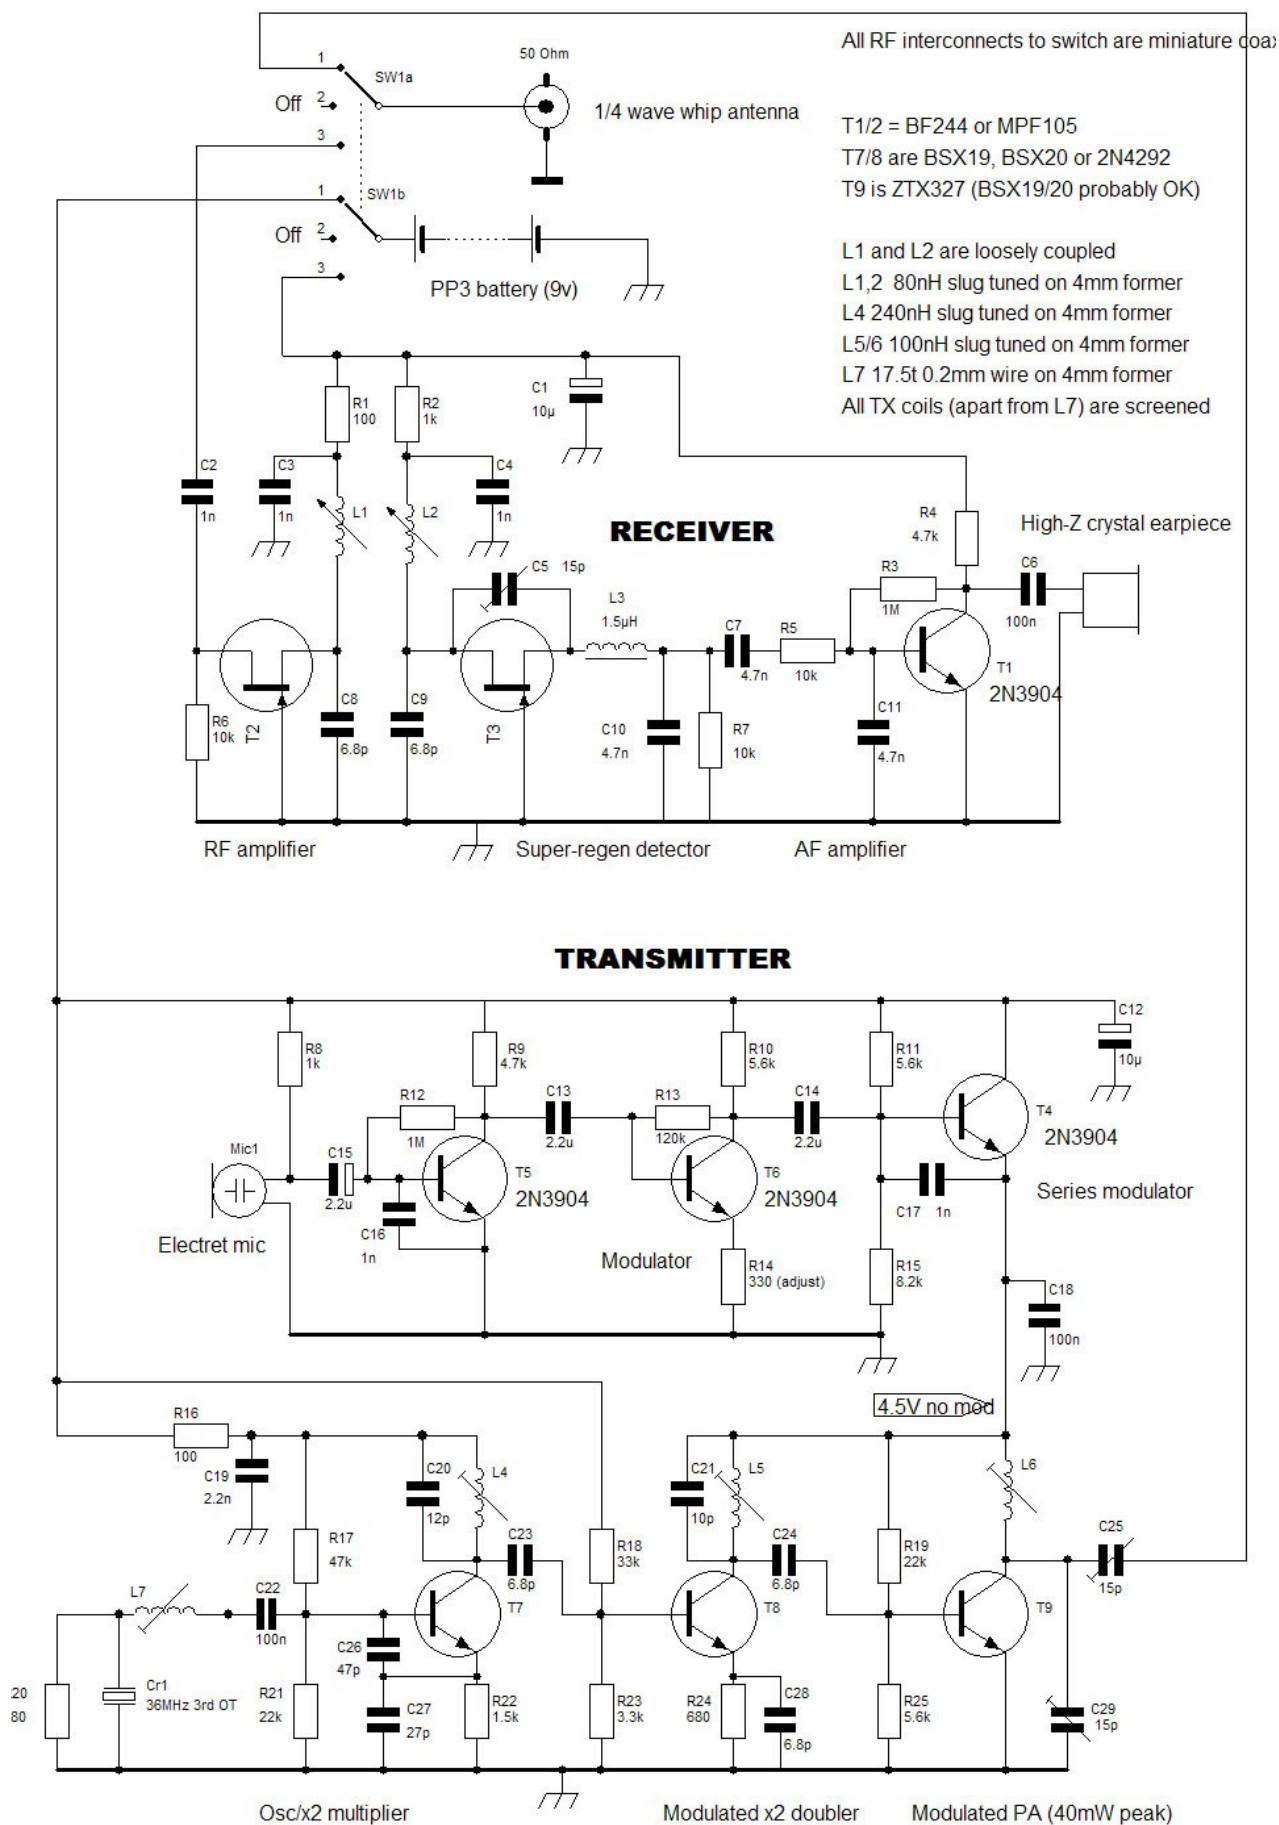 All RF interconnects to switch are miniature coax
50 Ohm
1
SW1a
Off 2
1/4 wave whip antenna
3
T1/2 = BF244 or MPF105
T7/8 are BSX19, BSX20 or 2N4292
T9 is ZTX327 (BSX19/20 probably OK)
1
SW1b
Off 2
3
PP3 battery (9v)
L1 and L2 are loosely coupled
L1,2 80nH slug tuned on 4mm former
L4 240nH slug tuned on 4mm former
L5/6 100nH slug tuned on 4mm former
L7 17.5t 0.2mm wire on 4mm former
All TX coils (apart from L7) are screened
R1
100
R2
1k
C1
10µ
C2
1n
C3
1n
L1
L2
C4
1n
RECEIVER
R4
4.7k
High-Z crystal earpiece
C5 15p
L3
1.5µH
R3
1M
C6
100n
C7
4.7n
R5
10k
T1
2N3904
R6
10k
T2
C8
6.8p
C9
6.8p
T3
C10
4.7n
R7
10k
C11
4.7n
RF amplifier
Super-regen detector
AF amplifier
TRANSMITTER
R8
1k
R9
4.7k
R10
5.6k
R11
5.6k
C12
10µ
R12
1M
C13
2.2u
R13
120k
C14
2.2u
T4
2N3904
Mic1
C15
2.2u
T5
2N3904
T6
2N3904
C17 1n
Series modulator
Electret mic
C16
1n
Modulator
R14
330 (adjust)
R15
8.2k
C18
100n
4.5V no mod
R16
100
C19
2.2n
C20
12p
L4
C21
10p
L5
L6
R17
47k
C23
6.8p
R18
33k
C24
6.8p
R19
22k
C25
15p
L7
C22
100n
T7
T8
T9
C26
47p
20
80
Cr1
36MHz 3rd OT
R21
22k
C27
27p
R22
1.5k
R23
3.3k
R24
680
C28
6.8p
R25
5.6k
C29
15p
Osc/x2 multiplier
Modulated x2 doubler
Modulated PA (40mW peak)